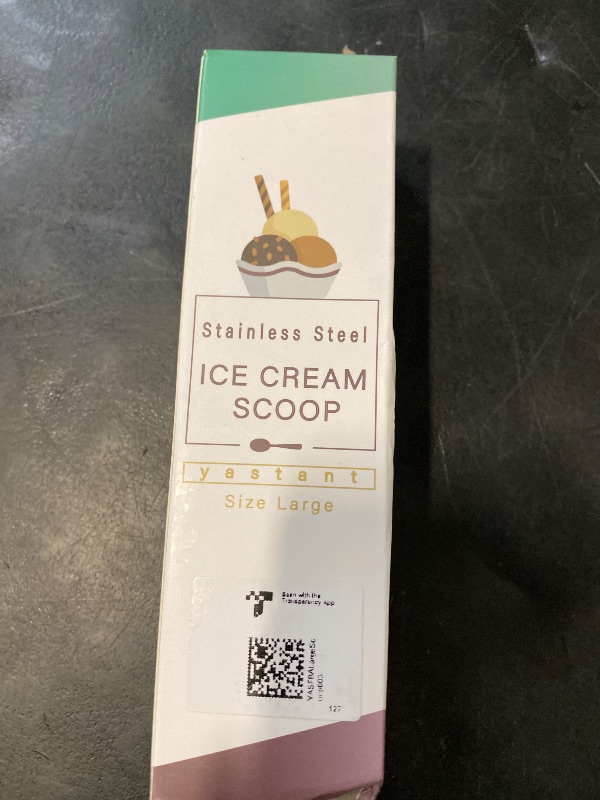 Stainless Steel
ICE CREAM
SCOOP
yastant
Size Large
Scan with the
Transparency App
127